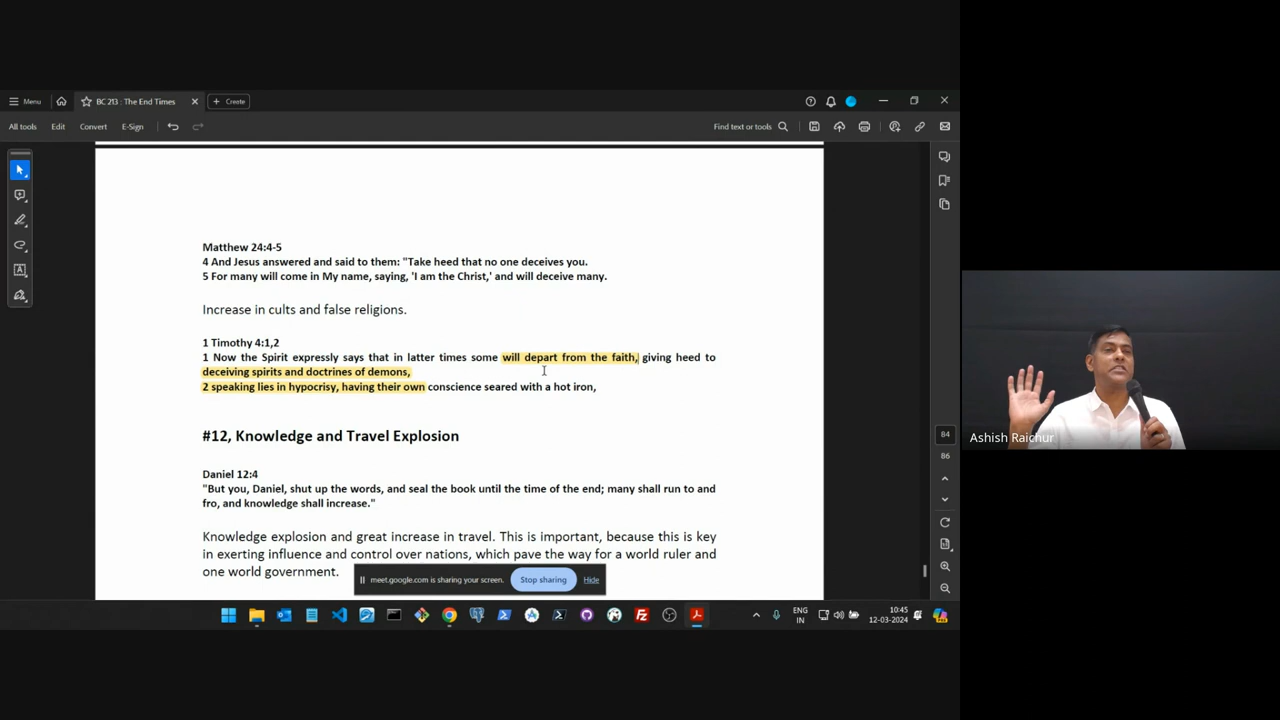 Menu
BC 213 : The End Times
Create
All tools
Edit
Convert
E-Sign
Find text or tools
Matthew 24:4-5
4 And Jesus answered and said to them: "Take heed that no one deceives you.
5 For many will come in My name, saying, 'I am the Christ,' and will deceive many.
Increase in cults and false religions.
1 Timothy 4:1,2
1 Now the Spirit expressly says that in latter times some will depart from the faith, giving heed to
deceiving spirits and doctrines of demons,
2 speaking lies in hypocrisy, having their own conscience seared with a hot iron,
#12, Knowledge and Travel Explosion
Daniel 12:4
"But you, Daniel, shut up the words, and seal the book until the time of the end; many shall run to and
fro, and knowledge shall increase."
Knowledge explosion and great increase in travel. This is important, because this is key
in exerting influence and control over nations, which pave the way for a world ruler and
one world government.
meet.google.com is sharing your screen.
Stop sharing
Hide
84
86
Ashish Raichur
ENG
IN
10:45
12-03-2024